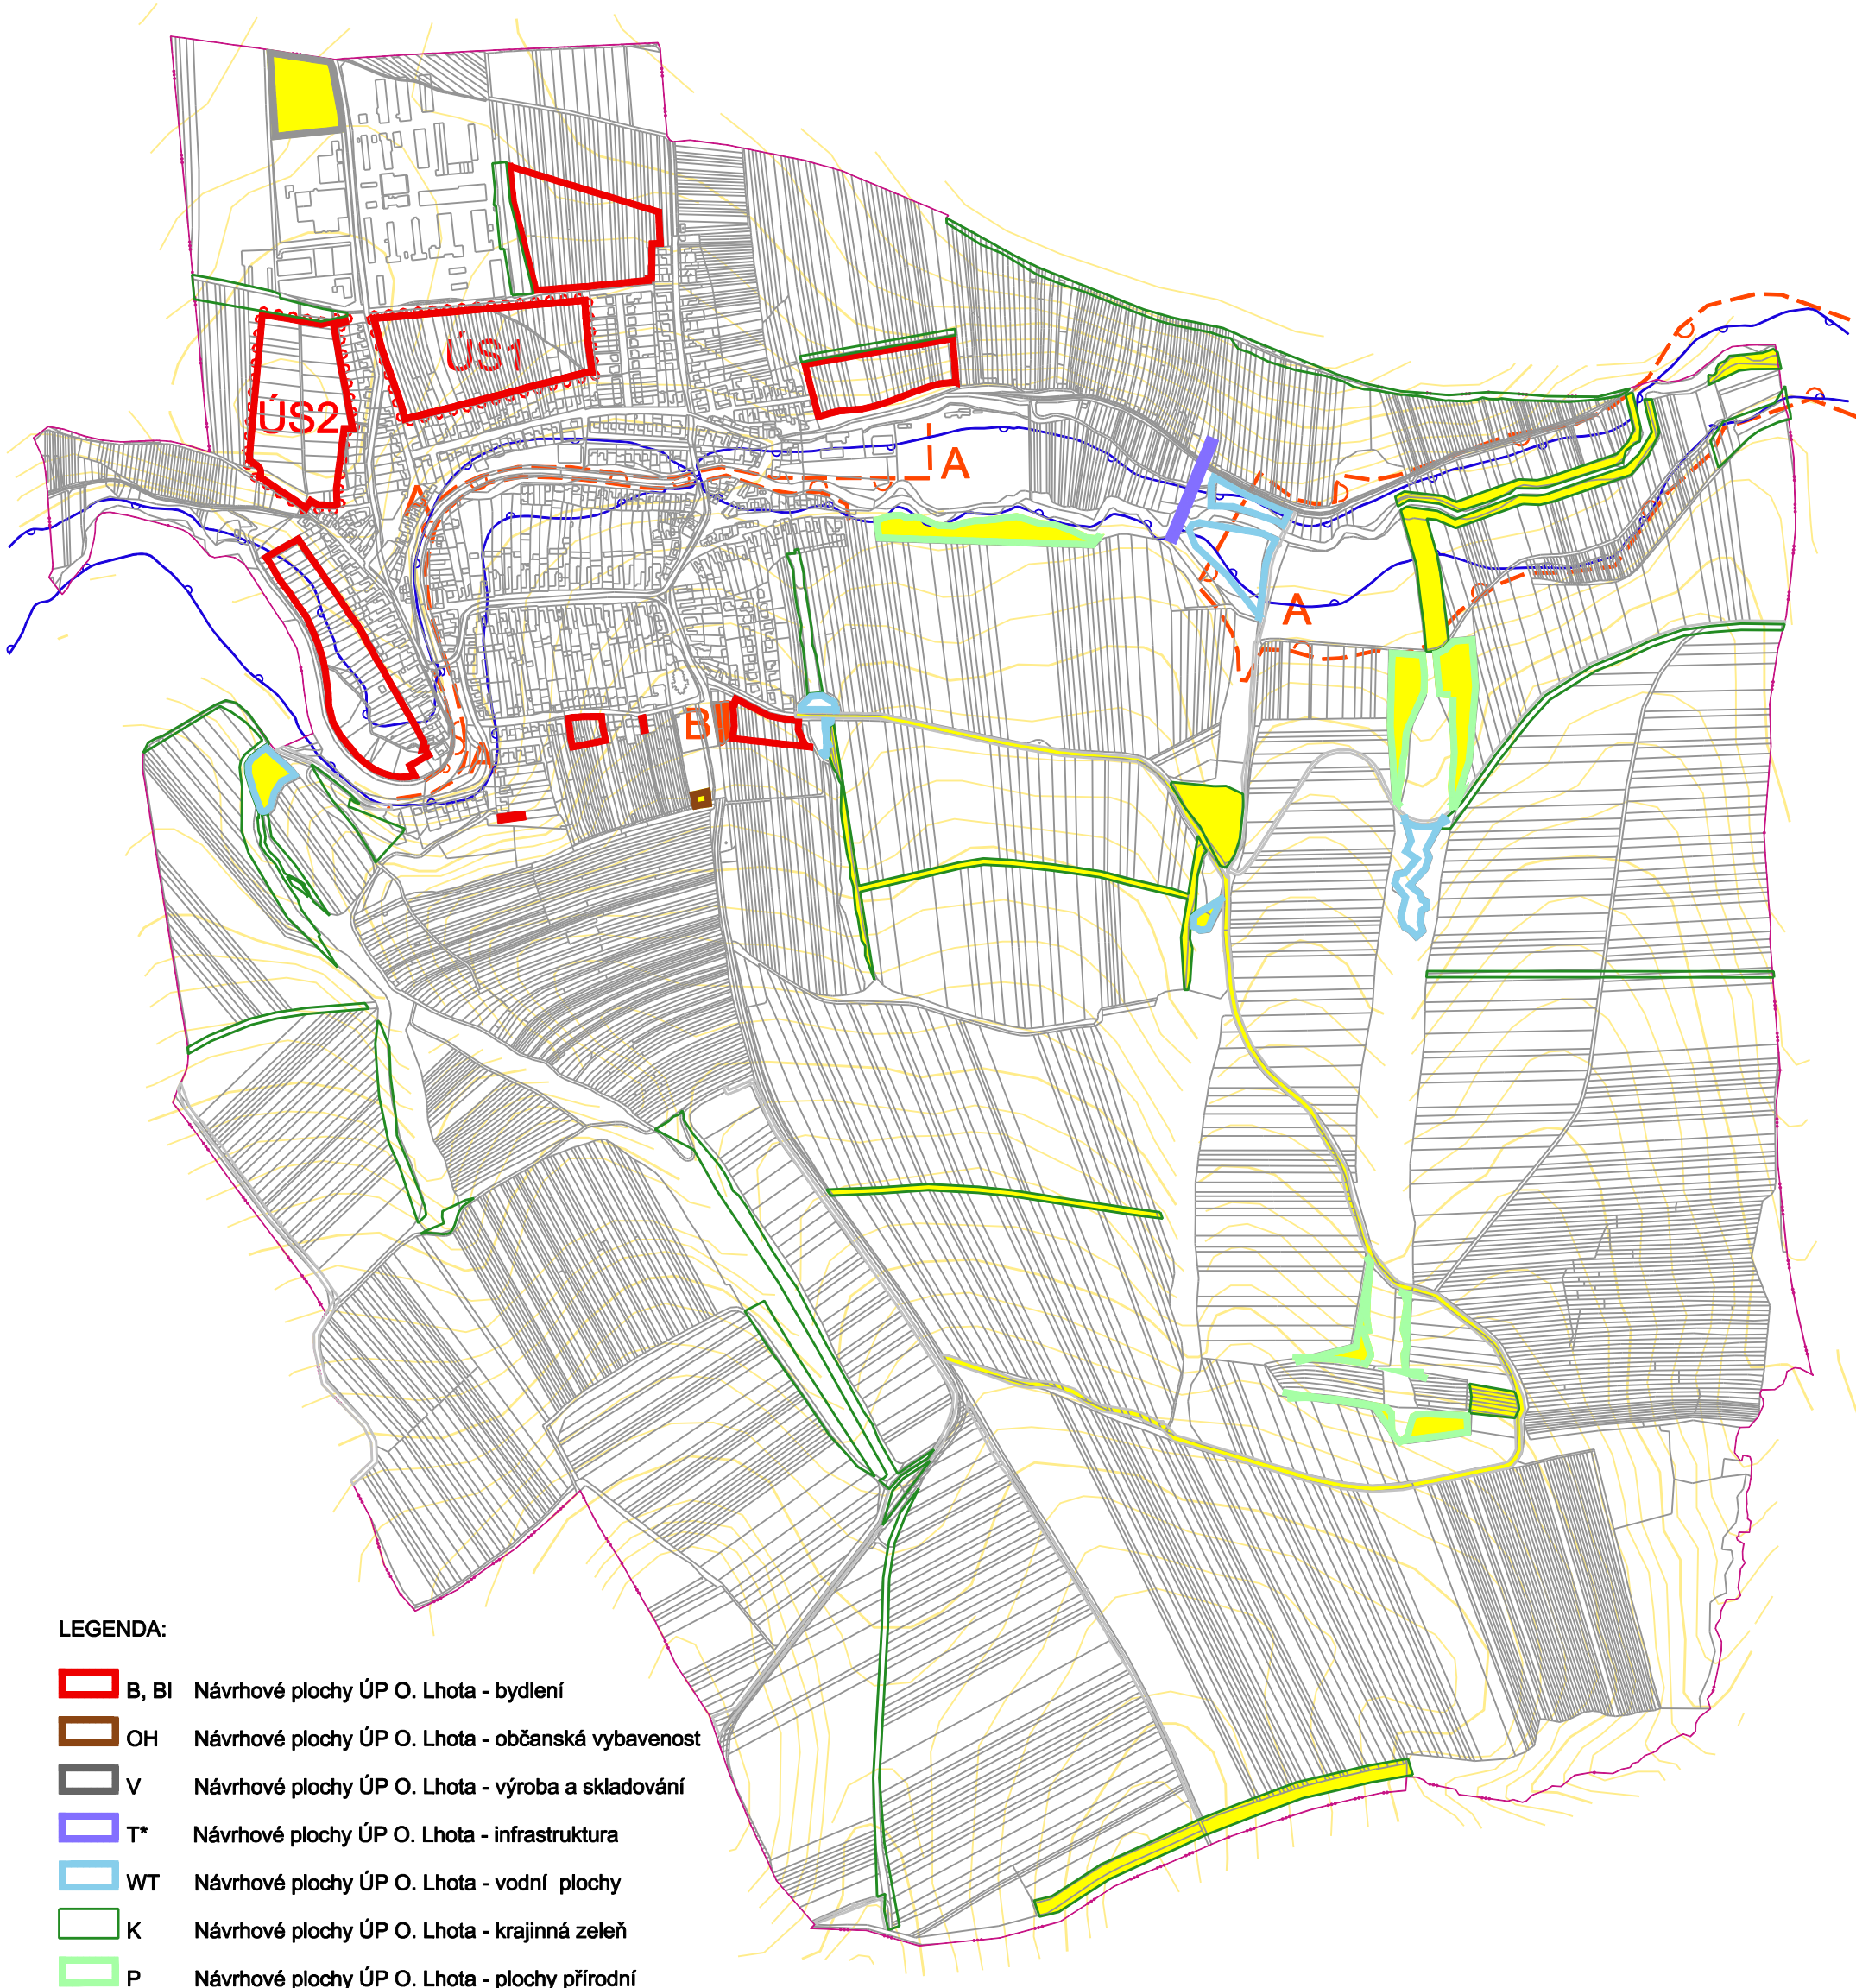 ÚS1
ÚS2
A
A
A
B
A
LEGENDA:
B, BI Návrhové plochy ÚP O. Lhota - bydlení
OH Návrhové plochy ÚP O. Lhota - občanská vybavenost
V Návrhové plochy ÚP O. Lhota - výroba a skladování
T* Návrhové plochy ÚP O. Lhota - infrastruktura
WT Návrhové plochy ÚP O. Lhota - vodní plochy
K Návrhové plochy ÚP O. Lhota - krajinná zeleň
P Návrhové plochy ÚP O. Lhota - plochy přírodní